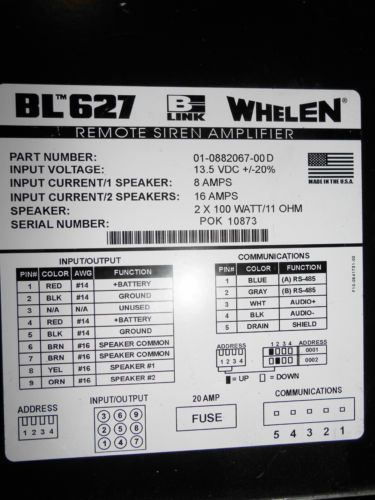 BL™627 B LINK WHELEN®
REMOTE SIREN AMPLIFIER
PART NUMBER: 01-0882067-00 D
INPUT VOLTAGE: 13.5 VDC +/-20%
INPUT CURRENT/1 SPEAKER: 8 AMPS
INPUT CURRENT/2 SPEAKERS: 16 AMPS
SPEAKER: 2 X 100 WATT/11 OHM
SERIAL NUMBER: POK 10873
MADE IN THE U.S.A.
INPUT/OUTPUT
PIN# COLOR AWG FUNCTION
1 RED #14 +BATTERY
2 BLK #14 GROUND
3 N/A N/A UNUSED
4 RED #14 +BATTERY
5 BLK #14 GROUND
6 BRN #16 SPEAKER COMMON
7 BRN #16 SPEAKER COMMON
8 YEL #16 SPEAKER #1
9 ORN #16 SPEAKER #2
COMMUNICATIONS
PIN# COLOR FUNCTION
1 BLUE (A) RS-485
2 GRAY (B) RS-485
3 WHT AUDIO+
4 BLK AUDIO-
5 DRAIN SHIELD
ADDRESS
1 2 3 4
1 2 3 4 ADDRESS
0001
0002
= UP = DOWN
ADDRESS
1 2 3 4
INPUT/OUTPUT
3 6 9
2 5 8
1 4 7
20 AMP
FUSE
COMMUNICATIONS
5 4 3 2 1